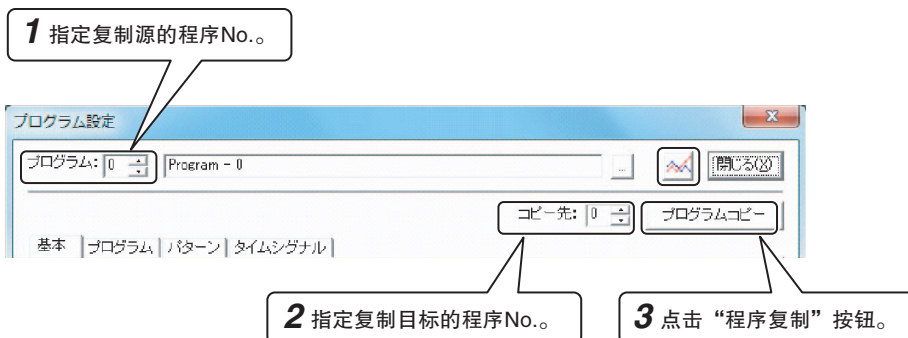 1 指定复制源的程序No.。
プログラム設定
プログラム: 0 Program - 0 ... 閉じる(X)
コピー先: 0 プログラムコピー
基本 プログラム パターン タイムシグナル
2 指定复制目标的程序No.。
3 点击“程序复制”按钮。